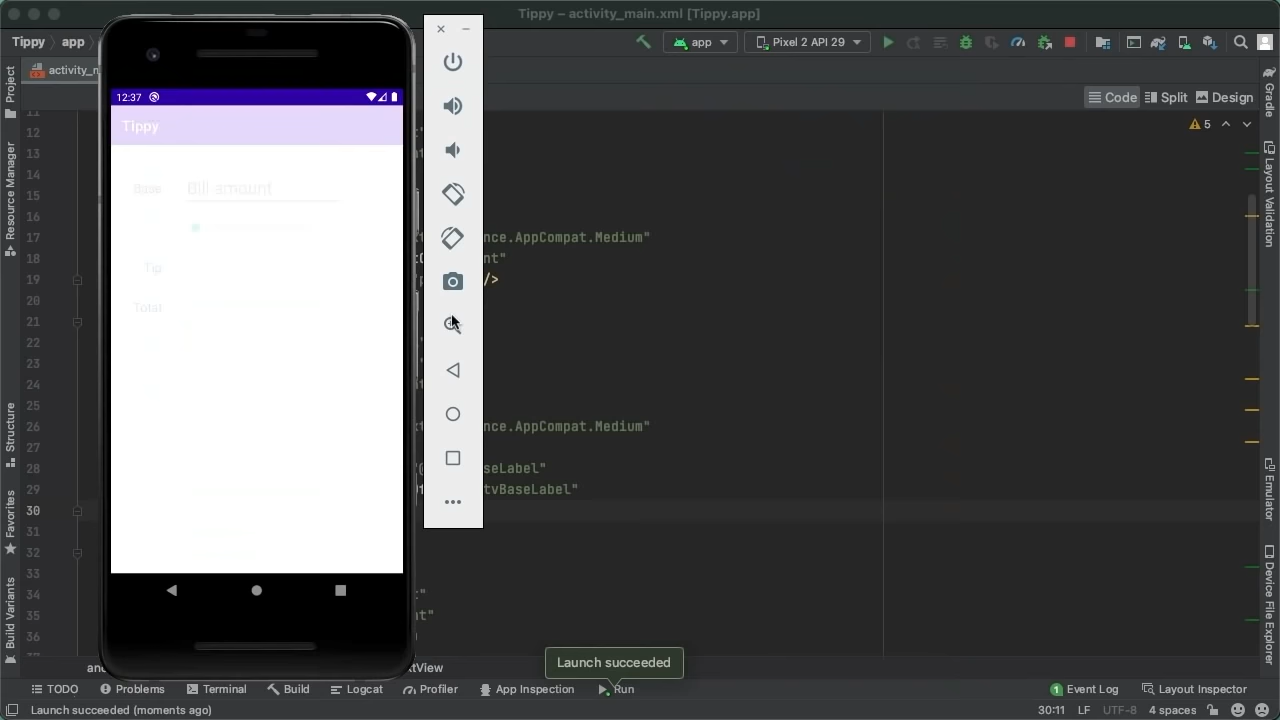 Tippy – activity_main.xml [Tippy.app]
Tippy
app
app
Pixel 2 API 29
activity_m
Code
Split
Design
5
12:37
Tippy
Base
Bill amount
Tip
Total
11
12
13
14
15
16
17
18
19
20
21
22
23
24
25
26
27
28
29
30
31
32
33
34
35
36
nce.AppCompat.Medium"
nt"
/>
nce.AppCompat.Medium"
seLabel"
tvBaseLabel"
t"
nt"
Project
Resource Manager
Structure
Favorites
Build Variants
Gradle
Layout Validation
Emulator
Device File Explorer
and
tView
Launch succeeded
TODO
Problems
Terminal
Build
Logcat
Profiler
App Inspection
Run
1 Event Log
Layout Inspector
Launch succeeded (moments ago)
30:11
LF
UTF-8
4 spaces